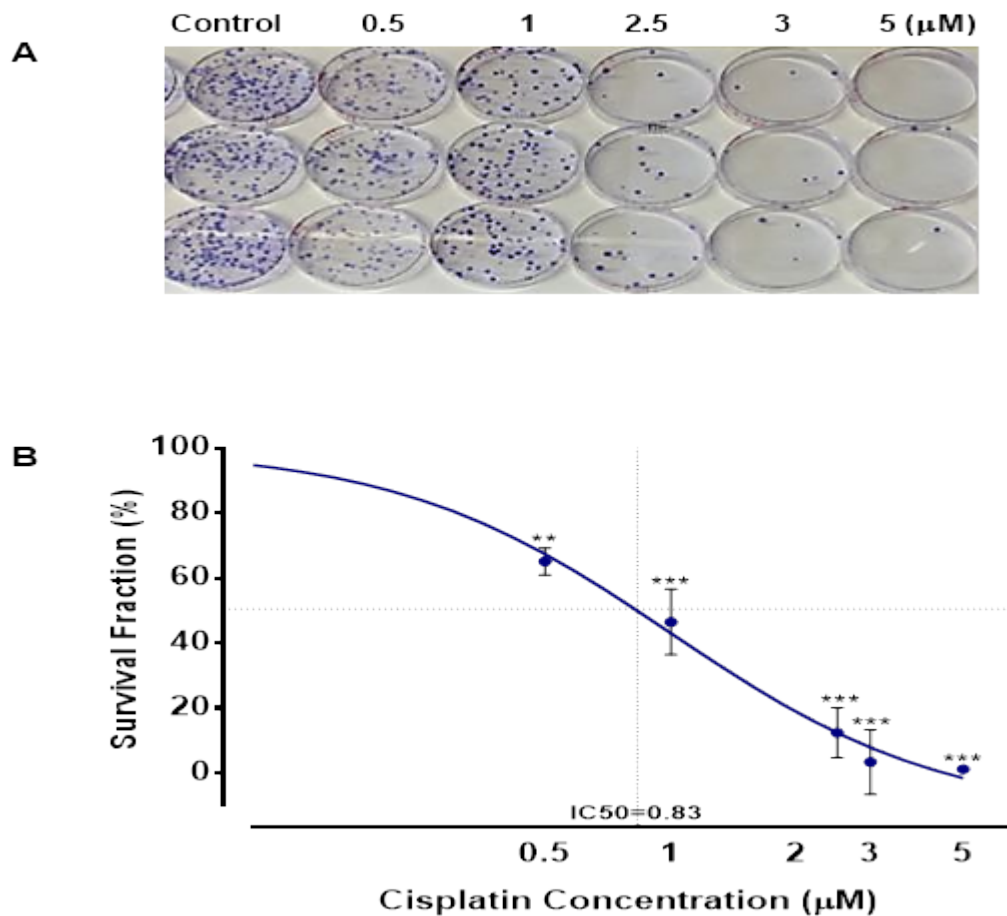 Control 0.5 1 2.5 3 5 (μM)
A
B
100
80
60
40
20
0
Survival Fraction (%)
**
***
***
***
***
IC50=0.83
0.5 1 2 3 5
Cisplatin Concentration (μM)